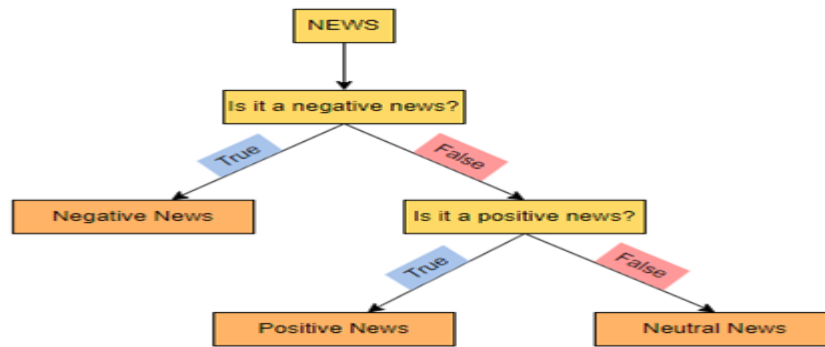 NEWS
Is it a negative news?
True
False
Negative News
Is it a positive news?
True
False
Positive News
Neutral News